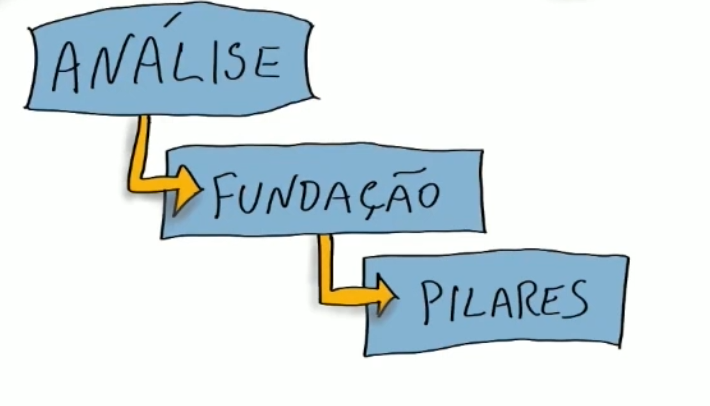 ANÁLISE
FUNDAÇÃO
PILARES